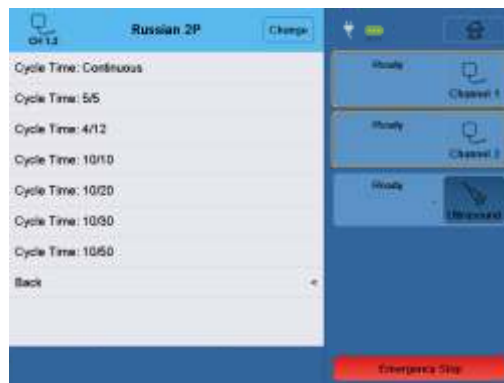 CH 1,2
Russian 2P
Change
Cycle Time: Continuous
Cycle Time: 5/5
Cycle Time: 4/12
Cycle Time: 10/10
Cycle Time: 10/20
Cycle Time: 10/30
Cycle Time: 10/50
Back
<
Ready
Channel 1
Ready
Channel 2
Ready
Ultrasound
Emergency Stop